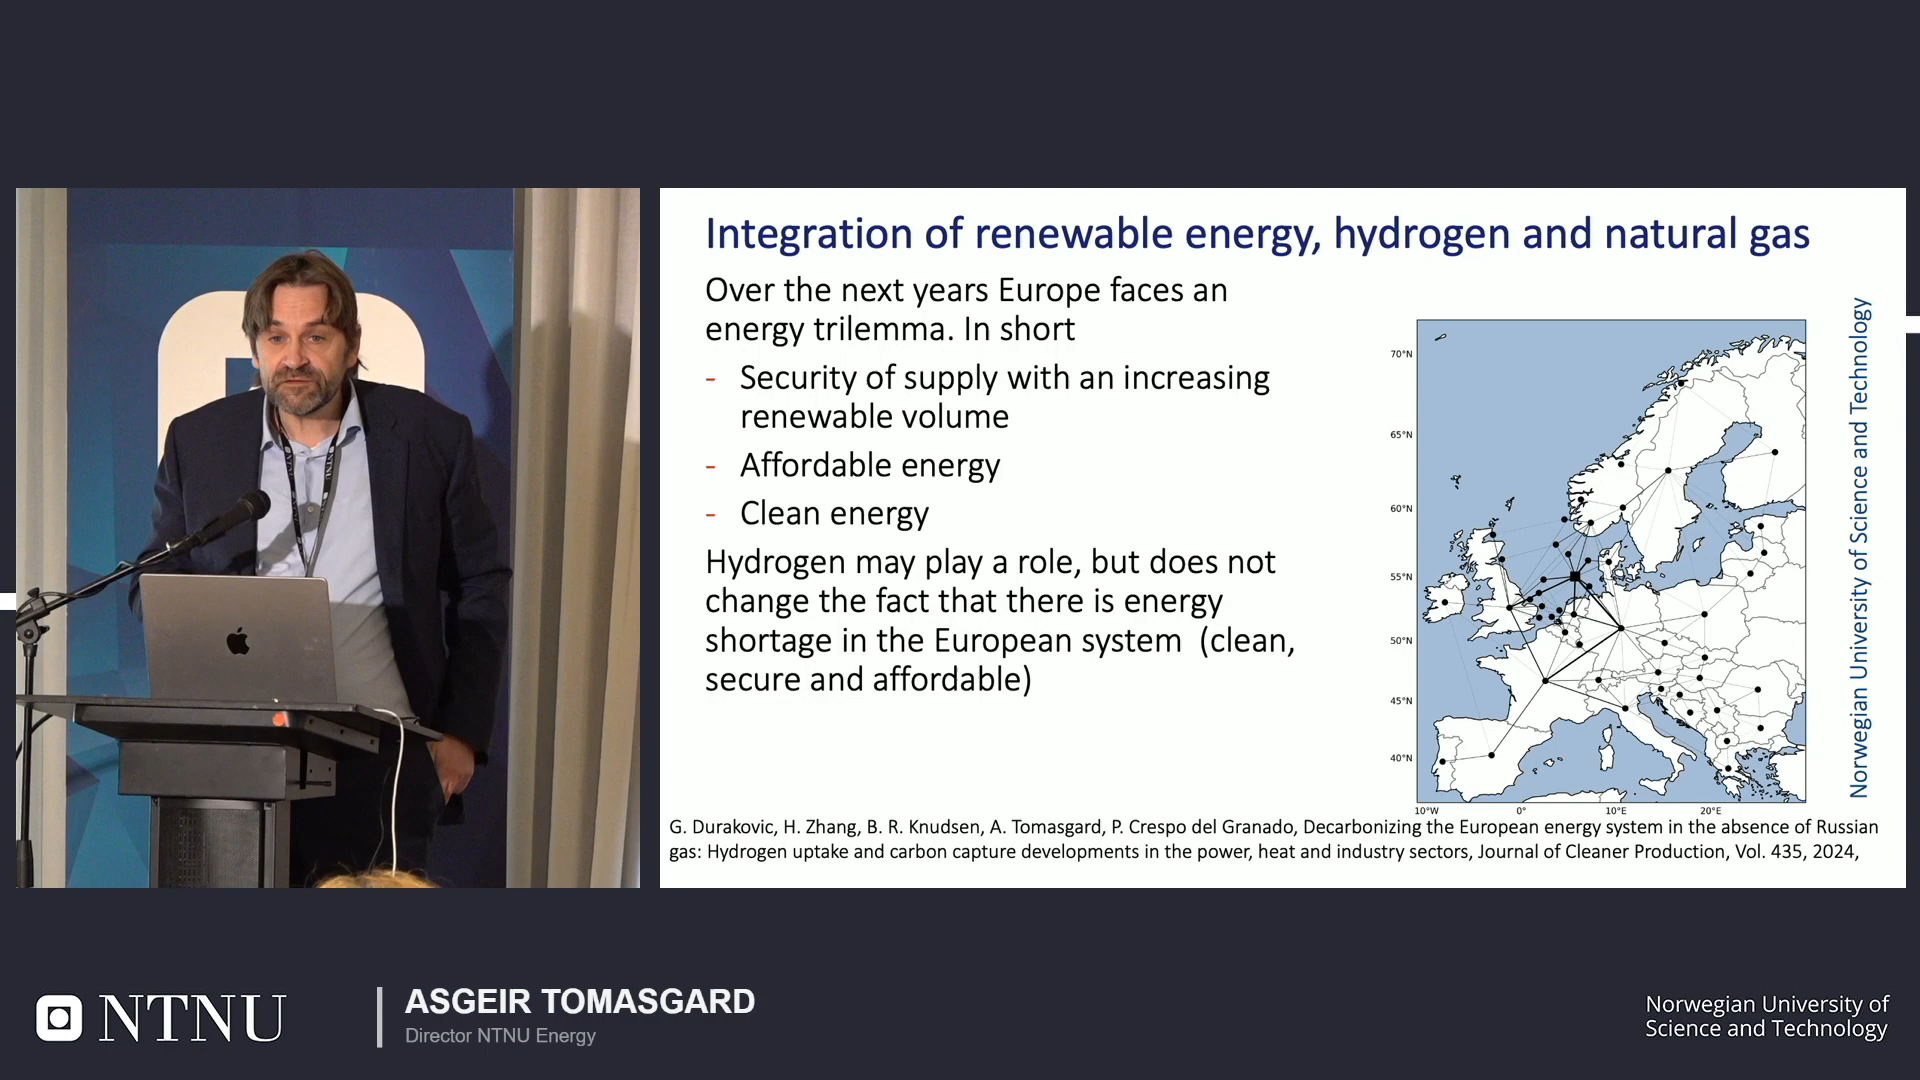 Integration of renewable energy, hydrogen and natural gas
Over the next years Europe faces an
energy trilemma. In short
- Security of supply with an increasing
renewable volume
- Affordable energy
- Clean energy
Hydrogen may play a role, but does not
change the fact that there is energy
shortage in the European system (clean,
secure and affordable)
70°N
65°N
60°N
55°N
50°N
45°N
40°N
10°W 0° 10°E 20°E
Norwegian University of Science and Technology
G. Durakovic, H. Zhang, B. R. Knudsen, A. Tomasgard, P. Crespo del Granado, Decarbonizing the European energy system in the absence of Russian
gas: Hydrogen uptake and carbon capture developments in the power, heat and industry sectors, Journal of Cleaner Production, Vol. 435, 2024,
NTNU
ASGEIR TOMASGARD
Director NTNU Energy
Norwegian University of
Science and Technology